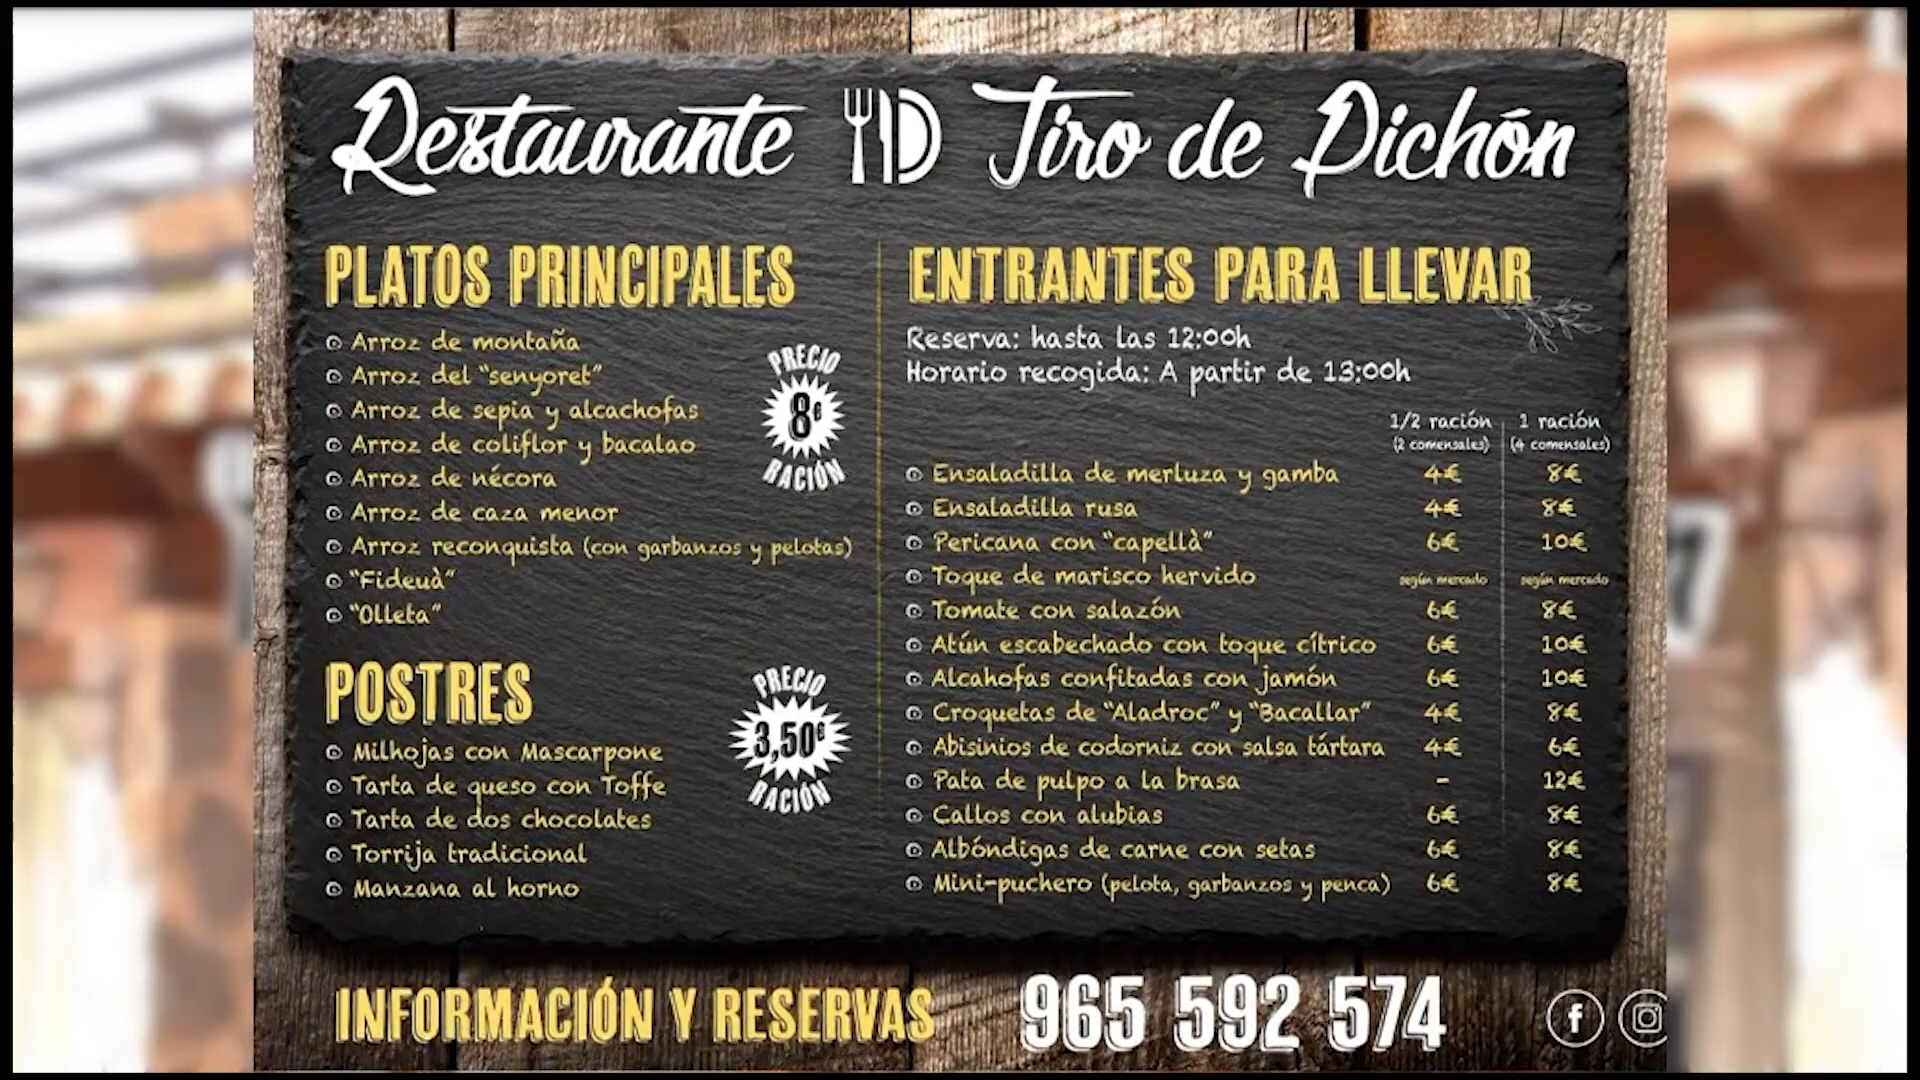 Restaurante Tiro de Pichón
PLATOS PRINCIPALES
Arroz de montaña
Arroz del "senyoret"
Arroz de sepia y alcachofas
Arroz de coliflor y bacalao
Arroz de nécora
Arroz de caza menor
Arroz reconquista (con garbanzos y pelotas)
"Fideuà"
"Olleta"
PRECIO
8€
RACIÓN
POSTRES
Milhojas con Mascarpone
Tarta de queso con Toffe
Tarta de dos chocolates
Torrija tradicional
Manzana al horno
PRECIO
3,50€
RACIÓN
ENTRANTES PARA LLEVAR
Reserva: hasta las 12:00h
Horario recogida: A partir de 13:00h
1/2 ración 1 ración
(2 comensales) (4 comensales)
Ensaladilla de merluza y gamba 4€ 8€
Ensaladilla rusa 4€ 8€
Pericana con "capellà" 6€ 10€
Toque de marisco hervido según mercado según mercado
Tomate con salazón 6€ 8€
Atún escabechado con toque cítrico 6€ 10€
Alcahofas confitadas con jamón 6€ 10€
Croquetas de "Aladroc" y "Bacallar" 4€ 8€
Abisinios de codorniz con salsa tártara 4€ 6€
Pata de pulpo a la brasa - 12€
Callos con alubias 6€ 8€
Albóndigas de carne con setas 6€ 8€
Mini-puchero (pelota, garbanzos y penca) 6€ 8€
INFORMACIÓN Y RESERVAS 965 592 574